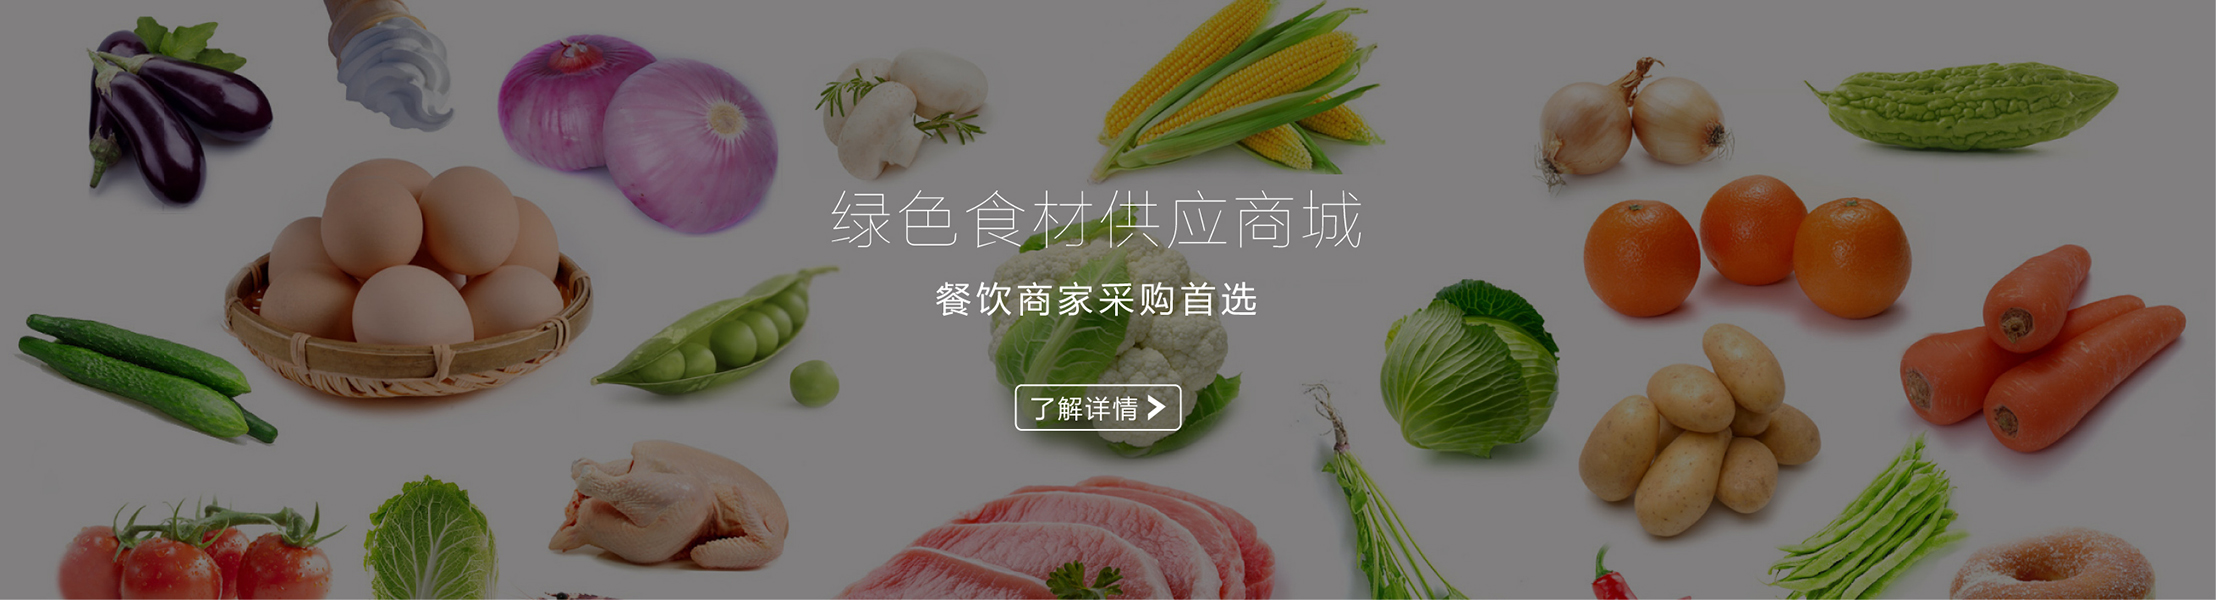 绿色食材供应商城
餐饮商家采购首选
了解详情